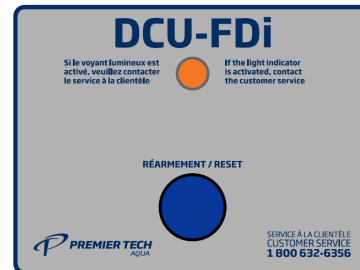 DCU-FDi
Si le voyant lumineux est
activé, veuillez contacter
le service à la clientèle
If the light indicator
is activated, contact
the customer service
RÉARMEMENT / RESET
PREMIER TECH
AQUA
SERVICE À LA CLIENTÈLE
CUSTOMER SERVICE
1 800 632-6356